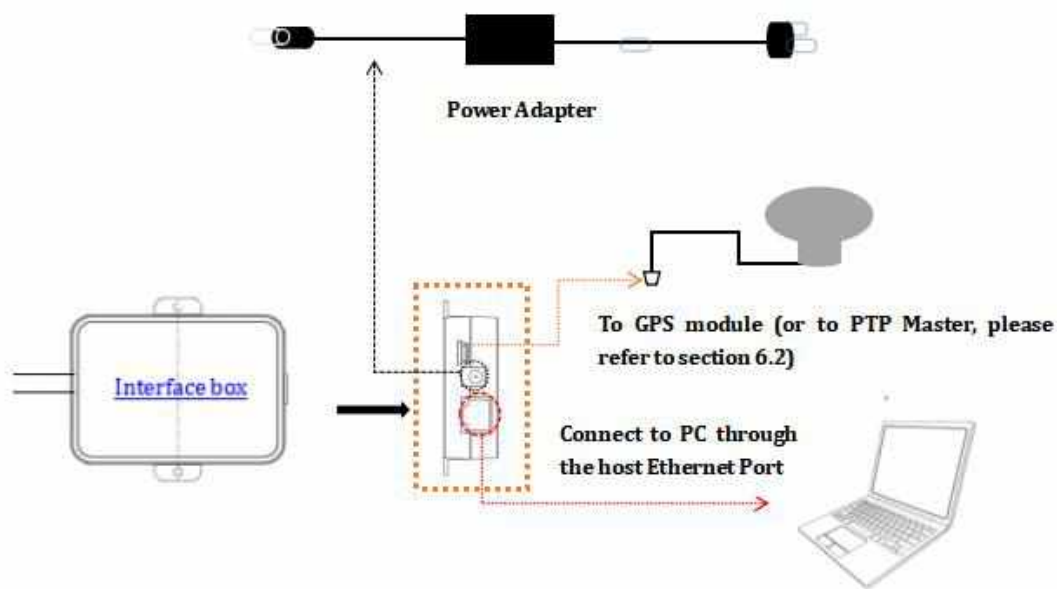 Power Adapter
To GPS module (or to PTP Master, please
refer to section 6.2)
Interface box
Connect to PC through
the host Ethernet Port